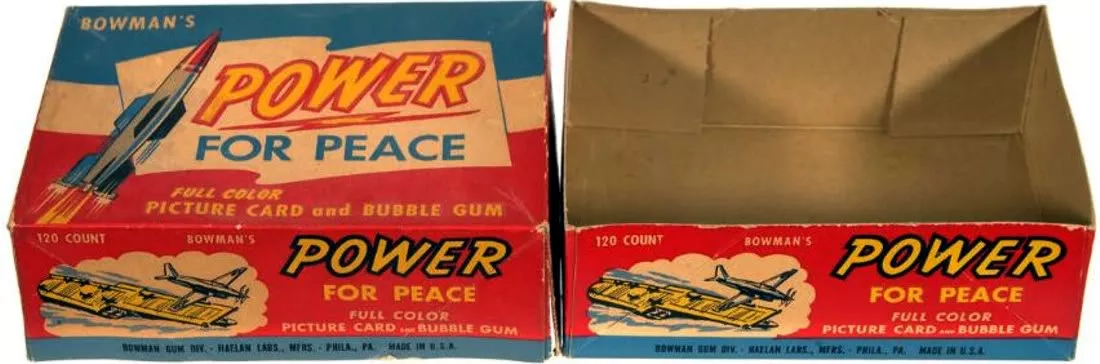 BOWMAN'S
POWER
FOR PEACE
FULL COLOR
PICTURE CARD and BUBBLE GUM
120 COUNT BOWMAN'S
POWER
FOR PEACE
FULL COLOR
PICTURE CARD AND BUBBLE GUM
BOWMAN GUM DIV. - HAELAN LABS., MFRS. - PHILA., PA. MADE IN U.S.A.
120 COUNT BOWMAN'S
POWER
FOR PEACE
FULL COLOR
PICTURE CARD AND BUBBLE GUM
BOWMAN GUM DIV. - HAELAN LABS., MFRS. - PHILA., PA. MADE IN U.S.A.